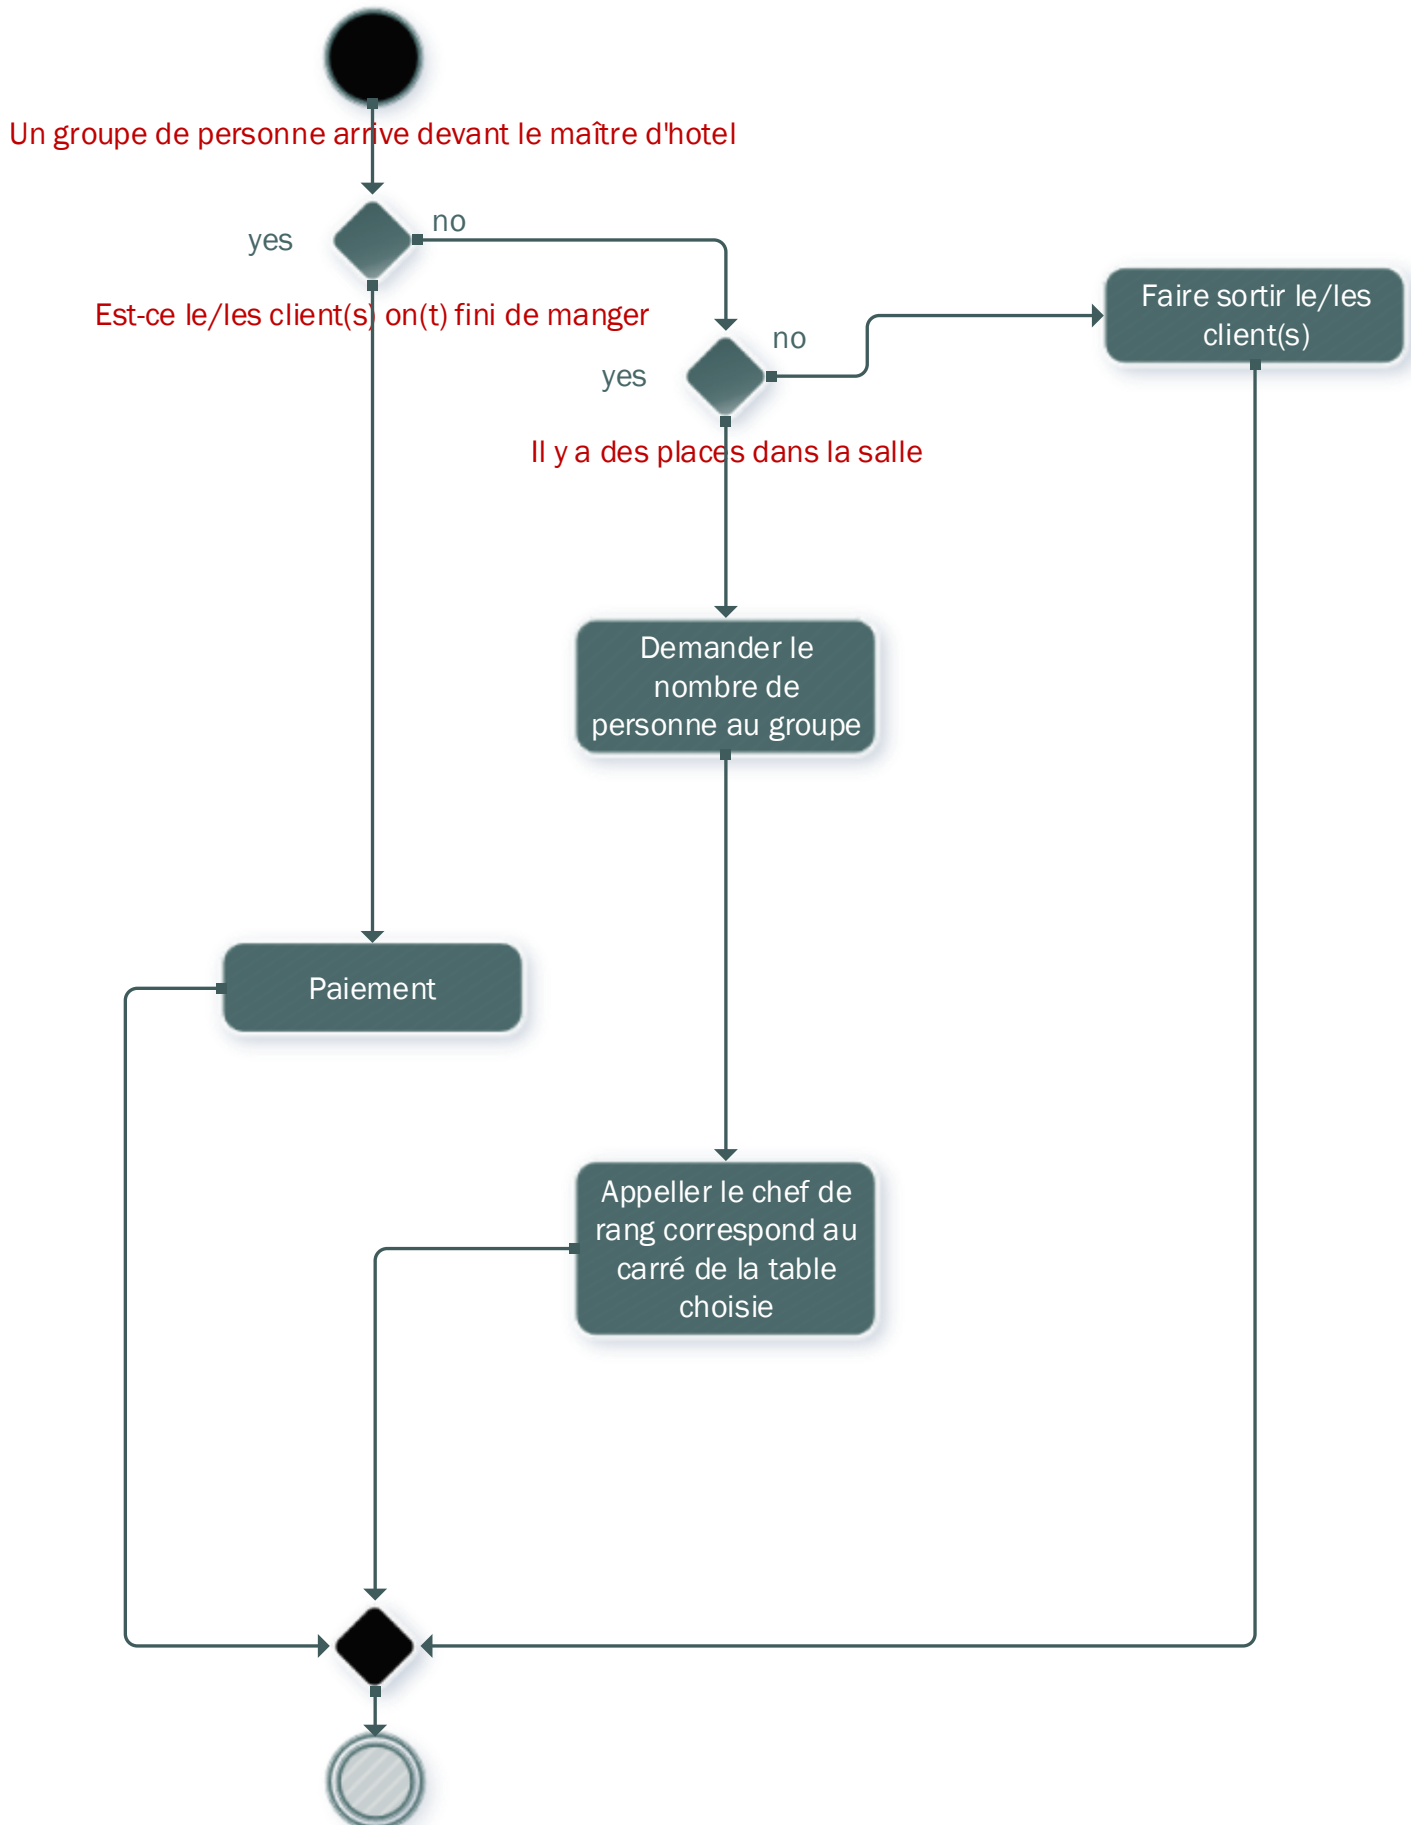 Un groupe de personne arrive devant le maître d'hotel
no
yes
Est-ce le/les client(s) on(t) fini de manger
Faire sortir le/les
client(s)
no
yes
Il y a des places dans la salle
Demander le
nombre de
personne au groupe
Paiement
Appeller le chef de
rang correspond au
carré de la table
choisie